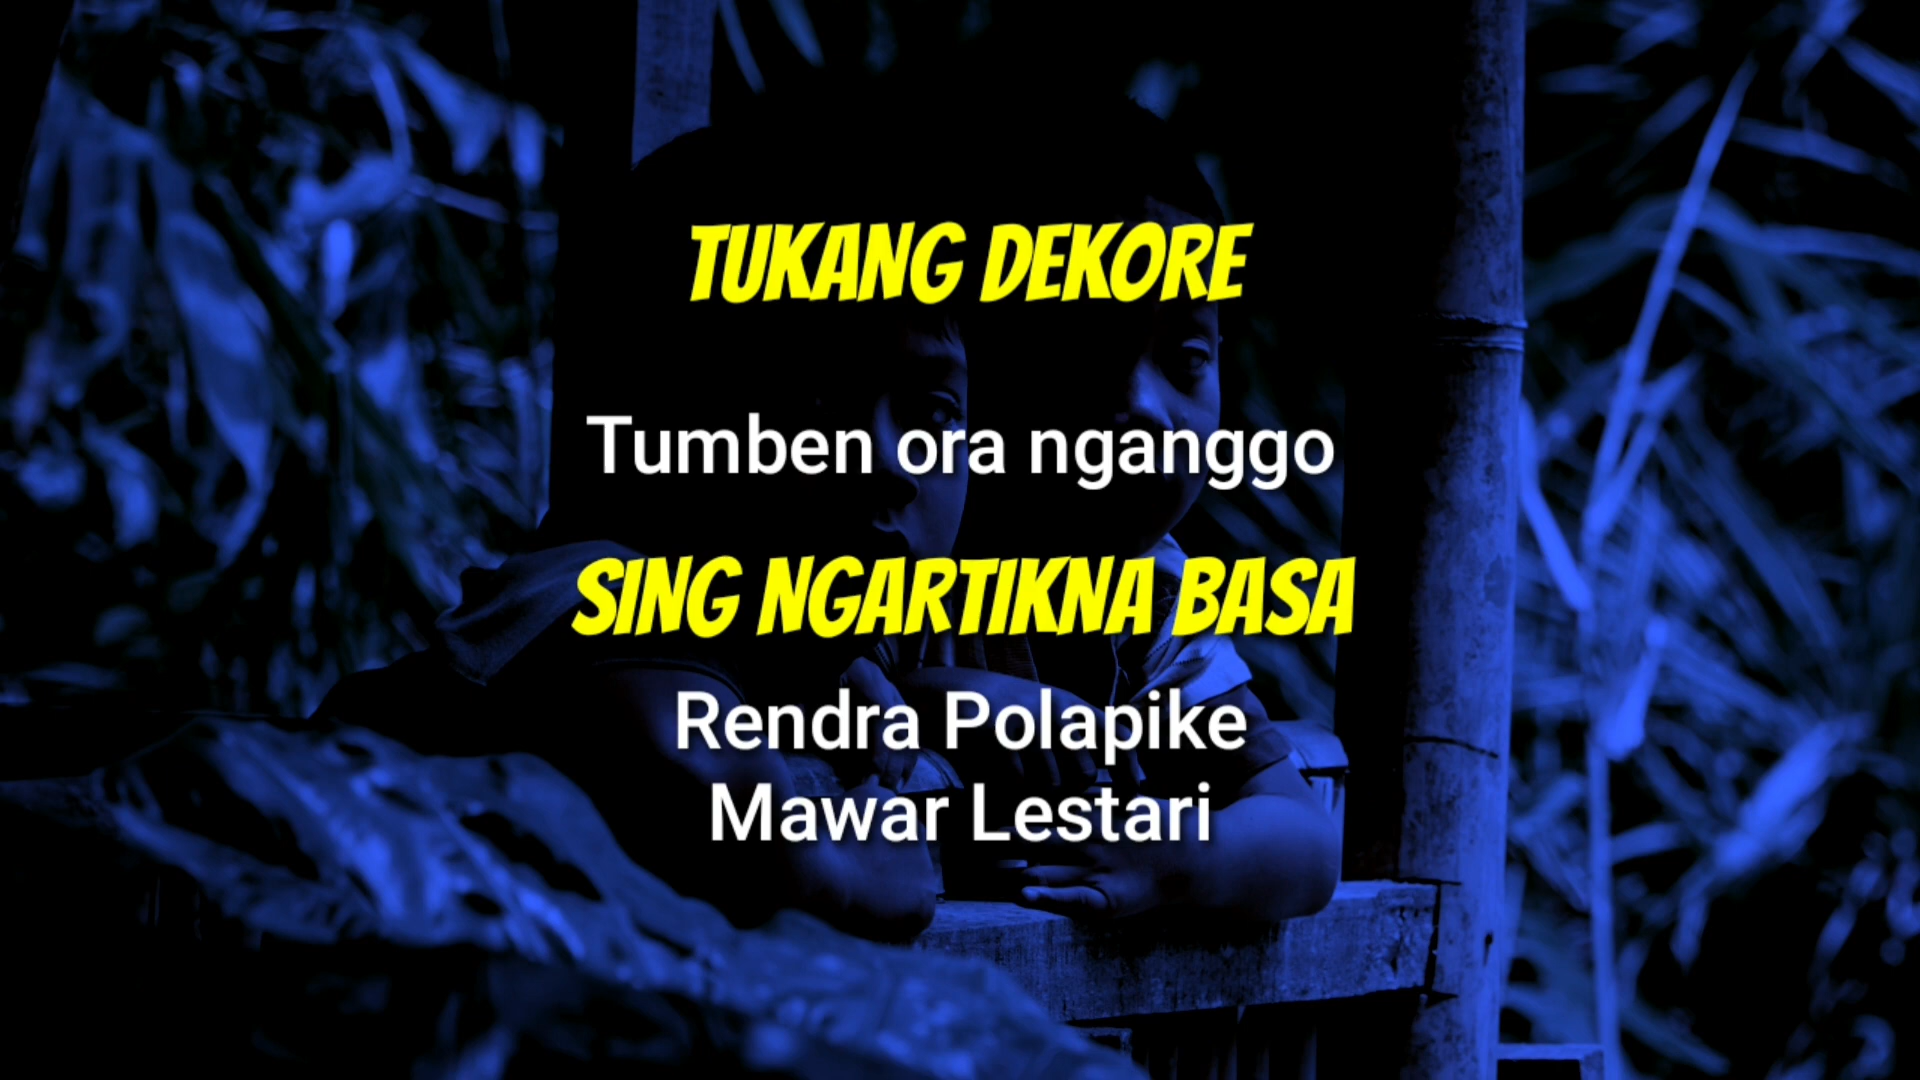 TUKANG DEKORE
Tumben ora nganggo
SING NGARTIKNA BASA
Rendra Polapike
Mawar Lestari